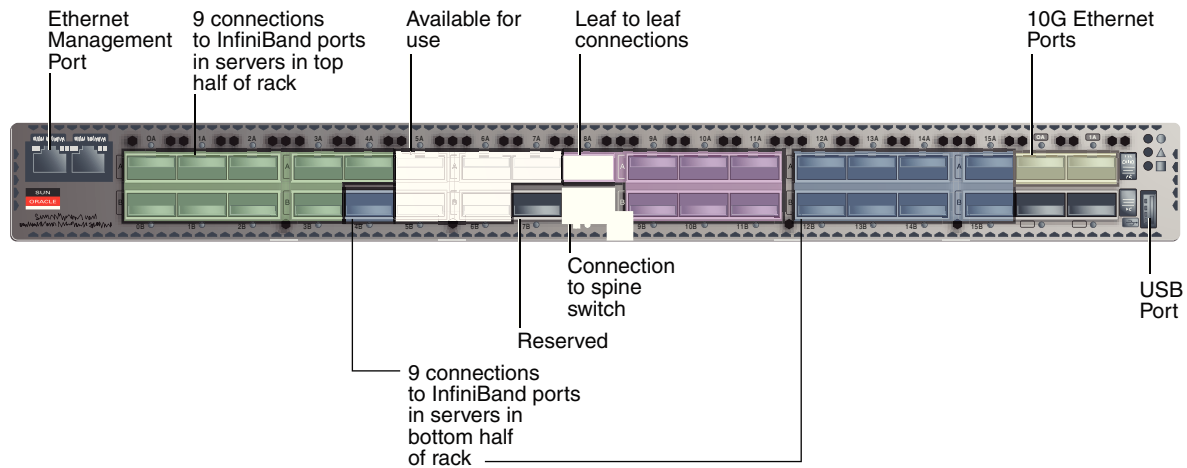 Ethernet
Management
Port
9 connections
to InfiniBand ports
in servers in top
half of rack
Available for
use
Leaf to leaf
connections
10G Ethernet
Ports
0A 1A 2A 3A 4A 5A 6A 7A 8A 9A 10A 11A 12A 13A 14A 15A 0A 1A
A A A A A
SUN
ORACLE
B B B B B B
0B 1B 2B 3B 4B 5B 6B 7B 9B 10B 11B 12B 13B 14B 15B
Connection
to spine
switch
USB
Port
Reserved
9 connections
to InfiniBand ports
in servers in
bottom half
of rack